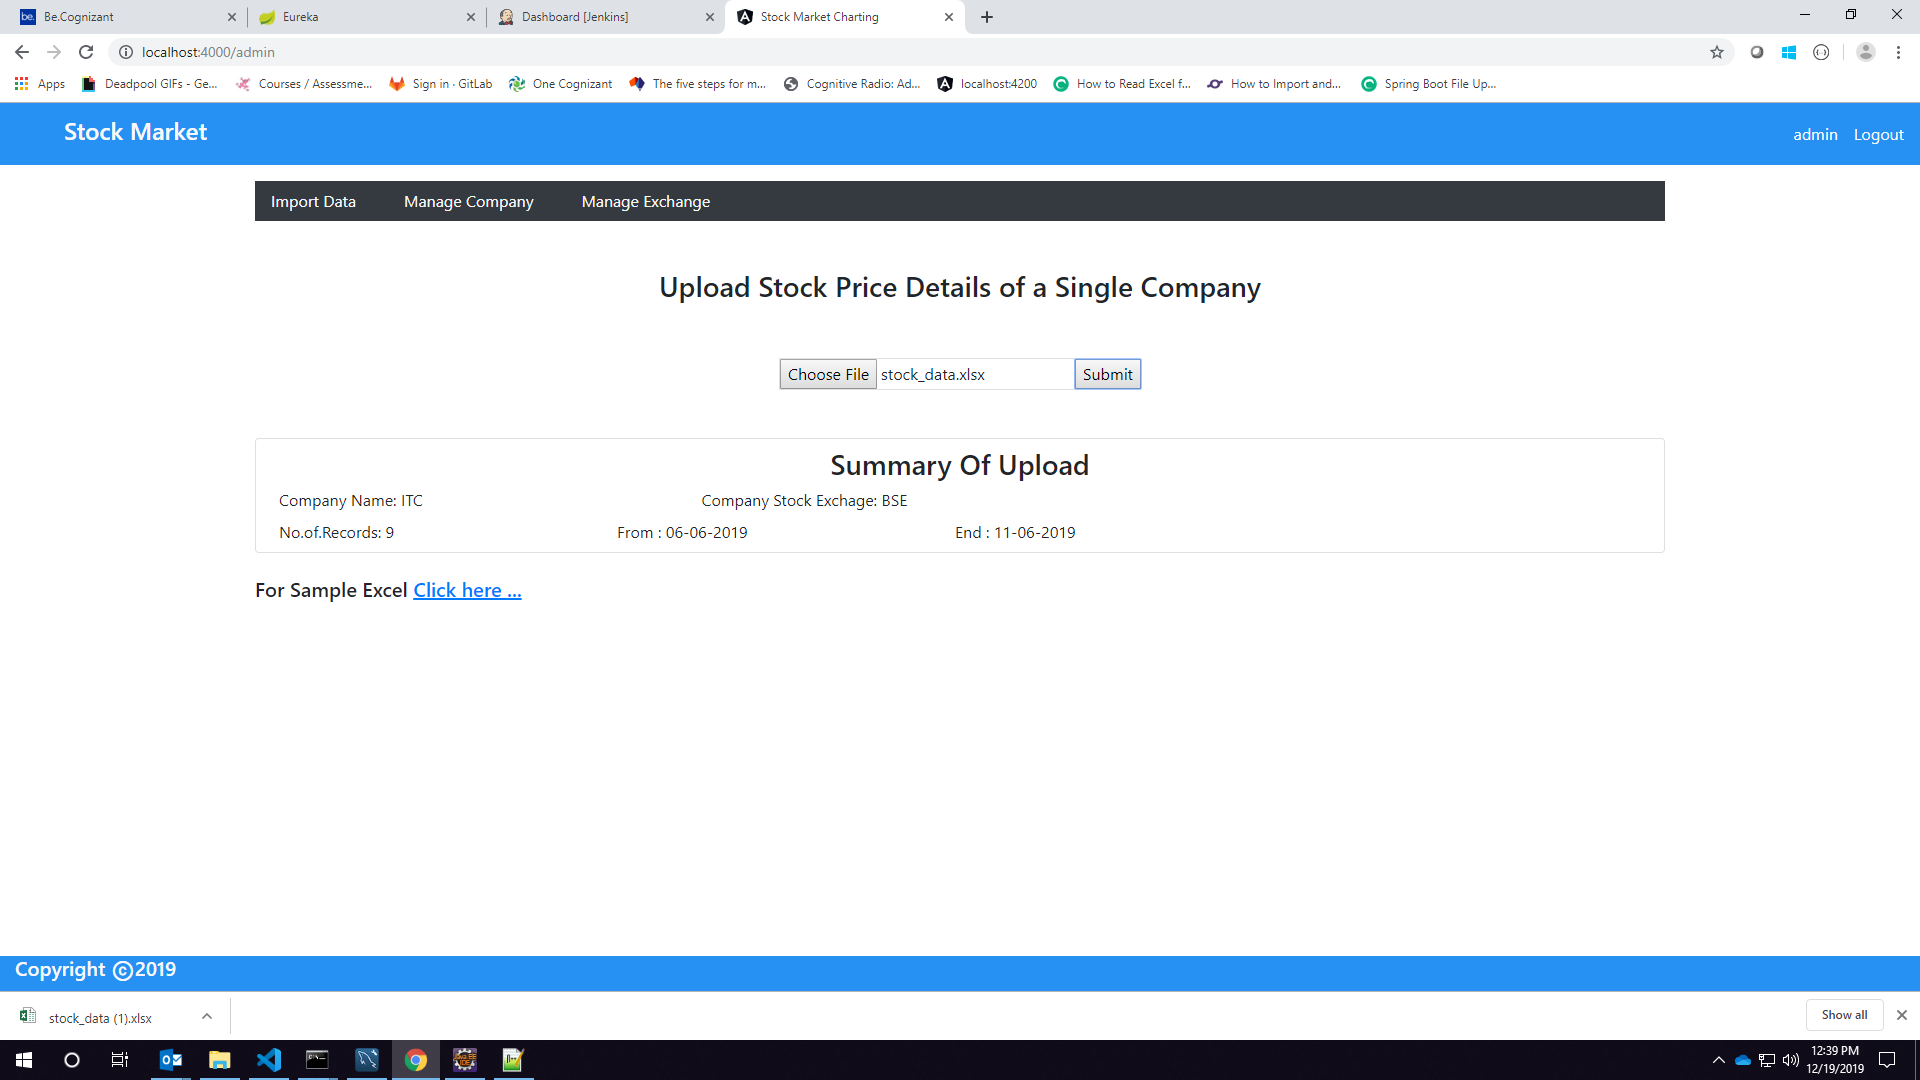 Be.Cognizant
Eureka
Dashboard [Jenkins]
Stock Market Charting
localhost:4000/admin
Apps
Deadpool GIFs - Ge...
Courses / Assessme...
Sign in · GitLab
One Cognizant
The five steps for m...
Cognitive Radio: Ad...
localhost:4200
How to Read Excel f...
How to Import and...
Spring Boot File Up...
Stock Market
admin Logout
Import Data Manage Company Manage Exchange
Upload Stock Price Details of a Single Company
Choose File stock_data.xlsx Submit
Summary Of Upload
Company Name: ITC Company Stock Exchage: BSE
No.of.Records: 9 From : 06-06-2019 End : 11-06-2019
For Sample Excel Click here ...
Copyright ©2019
stock_data (1).xlsx
Show all
12:39 PM
12/19/2019